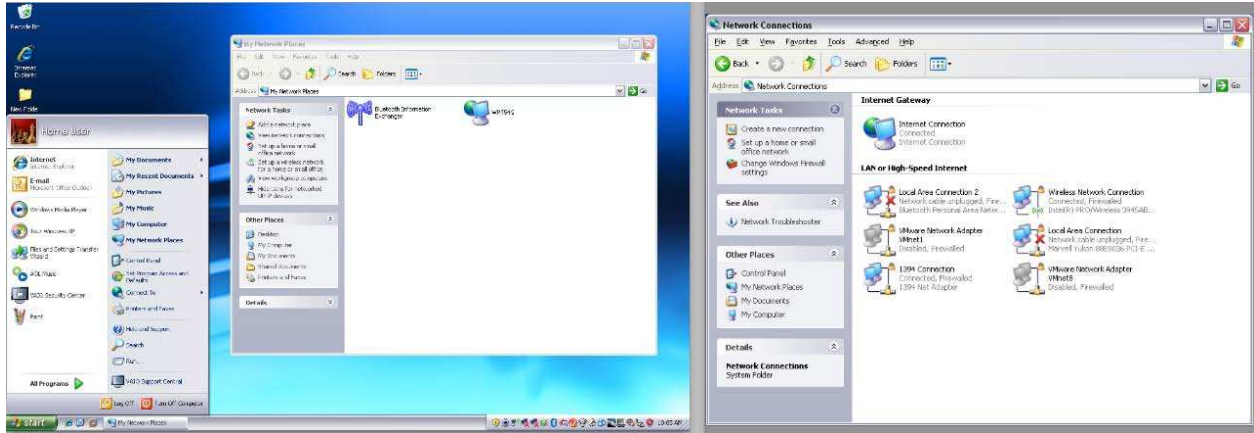 Recycle Bin
Internet
Explorer
New Folder
My Network Places
File Edit View Favorites Tools Help
Back Search Folders
Address My Network Places Go
Network Tasks
Add a network place
View network connections
Set up a home or small
office network
Set up a wireless network
for a home or small office
View workgroup computers
Hide icons for networked
UPnP devices
Other Places
Desktop
My Computer
My Documents
Shared Documents
Printers and Faxes
Details
Bluetooth Information
Exchanger
WRT54G
Home User
Internet
Internet Explorer
E-mail
Microsoft Office Outlook
Windows Media Player
Tour Windows XP
Files and Settings Transfer
Wizard
AOL Music
VAIO Security Center
Paint
All Programs
My Documents
My Recent Documents
My Pictures
My Music
My Computer
My Network Places
Control Panel
Set Program Access and
Defaults
Connect To
Printers and Faxes
Help and Support
Search
Run...
VAIO Support Central
Log Off Turn Off Computer
start My Network Places
Network Connections
File Edit View Favorites Tools Advanced Help
Back Search Folders
Address Network Connections Go
Network Tasks
Create a new connection
Set up a home or small
office network
Change Windows Firewall
settings
See Also
Network Troubleshooter
Other Places
Control Panel
My Network Places
My Documents
My Computer
Details
Network Connections
System Folder
Internet Gateway
Internet Connection
Connected
Internet Connection
LAN or High-Speed Internet
Local Area Connection 2
Network cable unplugged, Fire...
Bluetooth Personal Area Netw...
Wireless Network Connection
Connected, Firewalled
Intel(R) PRO/Wireless 3945AB...
VMware Network Adapter
VMnet1
Disabled, Firewalled
Local Area Connection
Network cable unplugged, Fire...
Marvell Yukon 88E8036 PCI-E ...
1394 Connection
Connected, Firewalled
1394 Net Adapter
VMware Network Adapter
VMnet8
Disabled, Firewalled